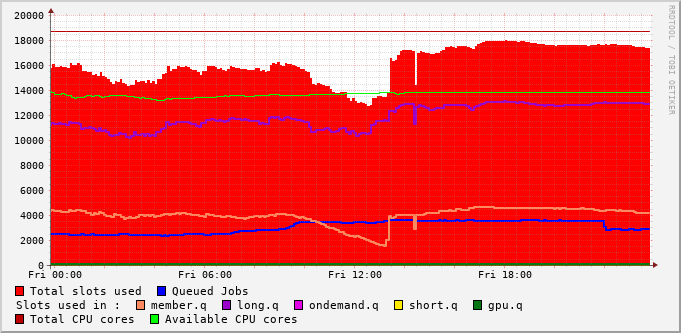 20000
18000
16000
14000
12000
10000
8000
6000
4000
2000
0
Fri 00:00 Fri 06:00 Fri 12:00 Fri 18:00
Total slots used Queued Jobs
Slots used in : member.q long.q ondemand.q short.q gpu.q
Total CPU cores Available CPU cores
RRDTOOL / TOBI OETIKER